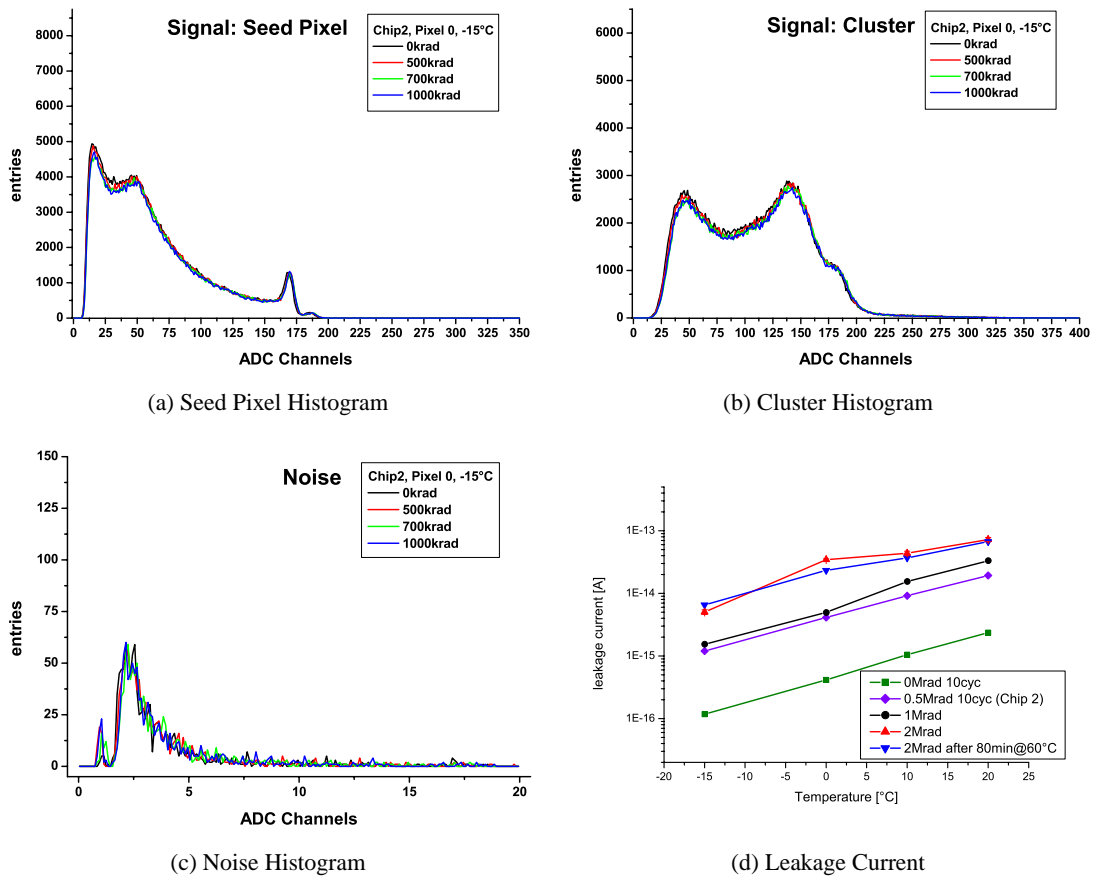 Signal: Seed Pixel
Chip2, Pixel 0, -15°C
0krad
500krad
700krad
1000krad
8000
7000
6000
5000
4000
3000
2000
1000
0
entries
0 25 50 75 100 125 150 175 200 225 250 275 300 325 350
ADC Channels
(a) Seed Pixel Histogram
Signal: Cluster
Chip2, Pixel 0, -15°C
0krad
500krad
700krad
1000krad
6000
5000
4000
3000
2000
1000
0
entries
0 25 50 75 100 125 150 175 200 225 250 275 300 325 350 375 400
ADC Channels
(b) Cluster Histogram
Noise
Chip2, Pixel 0, -15°C
0krad
500krad
700krad
1000krad
150
125
100
75
50
25
0
entries
0 5 10 15 20
ADC Channels
(c) Noise Histogram
1E-13
1E-14
1E-15
1E-16
leakage current [A]
0Mrad 10cyc
0.5Mrad 10cyc (Chip 2)
1Mrad
2Mrad
2Mrad after 80min@60°C
-20 -15 -10 -5 0 5 10 15 20 25
Temperature [°C]
(d) Leakage Current